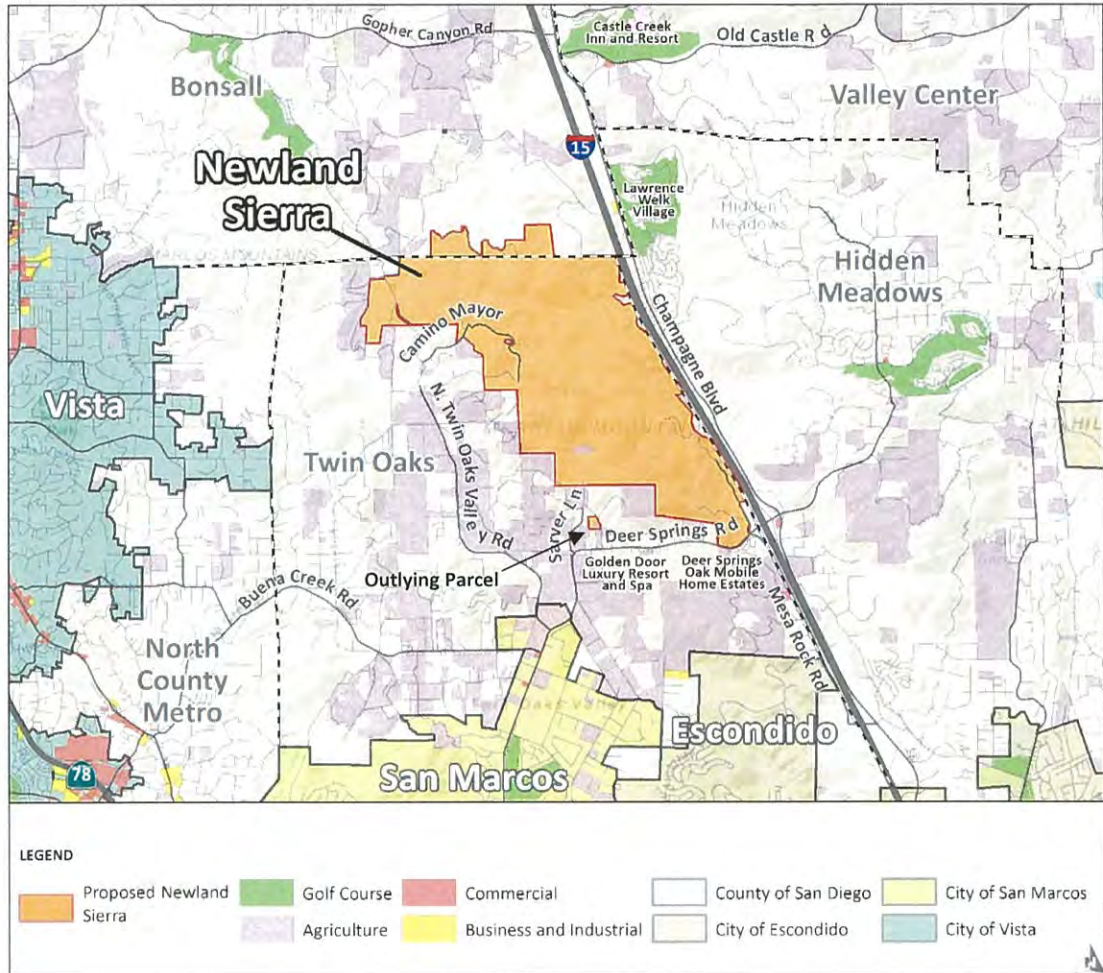 Gopher Canyon Rd
Castle Creek
Inn and Resort
Old Castle Rd
Bonsall
Valley Center
15
Newland
Sierra
Lawrence
Welk
Village
Hidden
Meadows
Hidden
Meadows
Camino Mayor
Champagne Blvd
Vista
Twin Oaks
N. Twin Oaks Valley Rd
Sarver Ln
Deer Springs Rd
Outlying Parcel
Golden Door
Luxury Resort
and Spa
Deer Springs
Oak Mobile
Home Estates
Buena Creek Rd
Mesa Rock Rd
North
County
Metro
Escondido
San Marcos
78
LEGEND
Proposed Newland
Sierra
Golf Course
Commercial
County of San Diego
City of San Marcos
Agriculture
Business and Industrial
City of Escondido
City of Vista